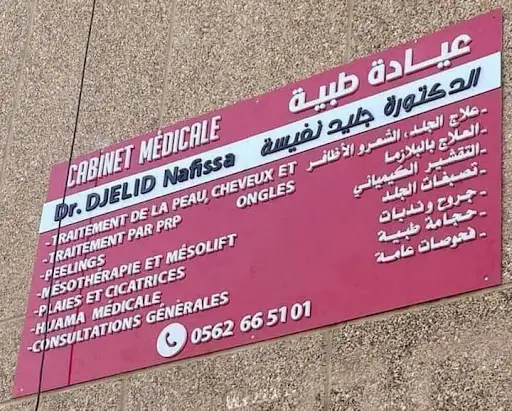 عيادة طبية
الدكتورة جليد نفيسة
CABINET MÉDICALE
Dr. DJELID Nafissa
-علاج الجلد، الشعر و الأظافر
-العلاج بالبلازما
-التقشير الكيميائي
-تصبغات الجلد
-جروح وندبات
-حجامة طبية
-فحوصات عامة
-TRAITEMENT DE LA PEAU, CHEVEUX ET
ONGLES
-TRAITEMENT PAR PRP
-PEELINGS
-MÉSOTHÉRAPIE ET MÉSOLIFT
-PLAIES ET CICATRICES
-HIJAMA MÉDICALE
-CONSULTATIONS GÉNÉRALES
0562 66 51 01